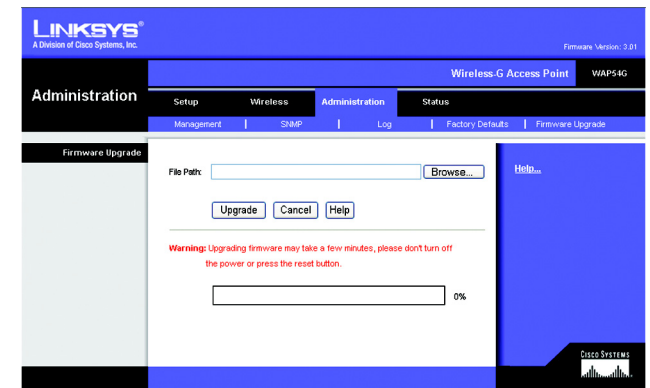 LINKSYS®
A Division of Cisco Systems, Inc.
Firmware Version: 3.01
Wireless-G Access Point WAP54G
Administration
Setup Wireless Administration Status
Management | SNMP | Log | Factory Defaults | Firmware Upgrade
Firmware Upgrade
File Path: Browse...
Help...
Upgrade Cancel Help
Warning: Upgrading firmware may take a few minutes, please don't turn off
the power or press the reset button.
0%
CISCO SYSTEMS